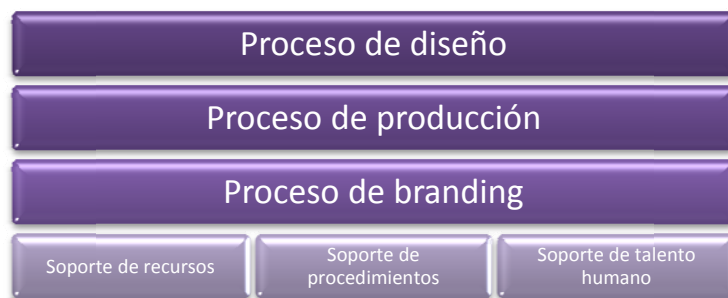 Proceso de diseño
Proceso de producción
Proceso de branding
Soporte de recursos
Soporte de
procedimientos
Soporte de talento
humano